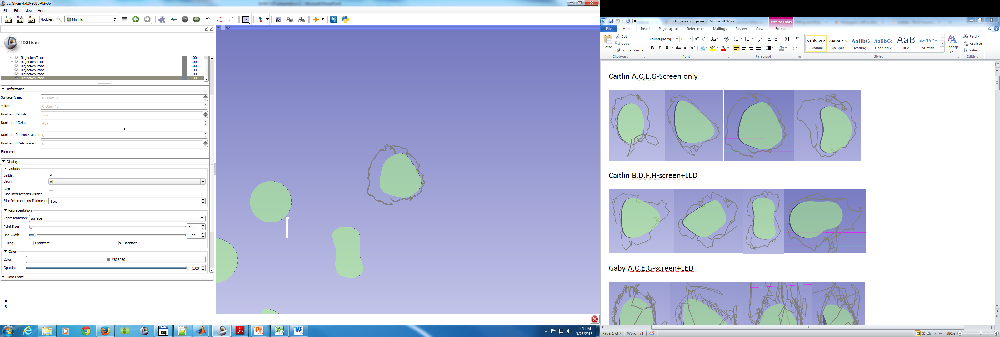 3D Slicer 4.4.0-2015-03-06
File Edit View Help
DATA DCM SAVE Modules: Models
1
3DSlicer
TrajectoryTrace 1.00
TrajectoryTrace 1.00
TrajectoryTrace 1.00
TrajectoryTrace 1.00
TrajectoryTrace 1.00
TrajectoryTrace 1.00
Information
Surface Area: 0.00mm^2
Volume: 0.00mm^3
Number of Points: 435
Number of Cells: 435
Number of Points Scalars: 0
Number of Cells Scalars: 0
Filename:
Display
Visibility
Visible:
View: All
Clip:
Slice Intersections Visible:
Slice Intersections Thickness: 1 px
Representation
Representation: Surface
Point Size: 1.00
Line Width: 4.00
Culling: Frontface Backface
Color
Color: #808080
Opacity: 1.00
Data Probe
L
F
B
Tek
2:01 PM
3/25/2015
histograms surgeons - Microsoft Word Picture Tools
File Home Insert Page Layout References Mailings Review View Format
Paste
Cut
Copy
Format Painter
Clipboard
Calibri (Body) 11
B I U abc
Font
Paragraph
AaBbCcDc AaBbCcDc AaBbC AaBbCc AaB AaBbCc.
¶ Normal ¶ No Spaci... Heading 1 Heading 2 Title Subtitle
Change Styles
Styles
Find
Replace
Select
Editing
Caitlin A,C,E,G-Screen only
Caitlin B,D,F,H-screen+LED
Gaby A,C,E,G-screen+LED
Page: 1 of 7 Words: 74 180%